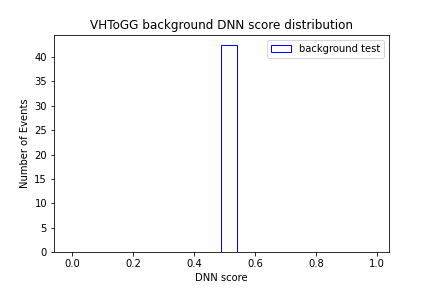 VHToGG background DNN score distribution
background test
Number of Events
40
35
30
25
20
15
10
5
0
0.0 0.2 0.4 0.6 0.8 1.0
DNN score